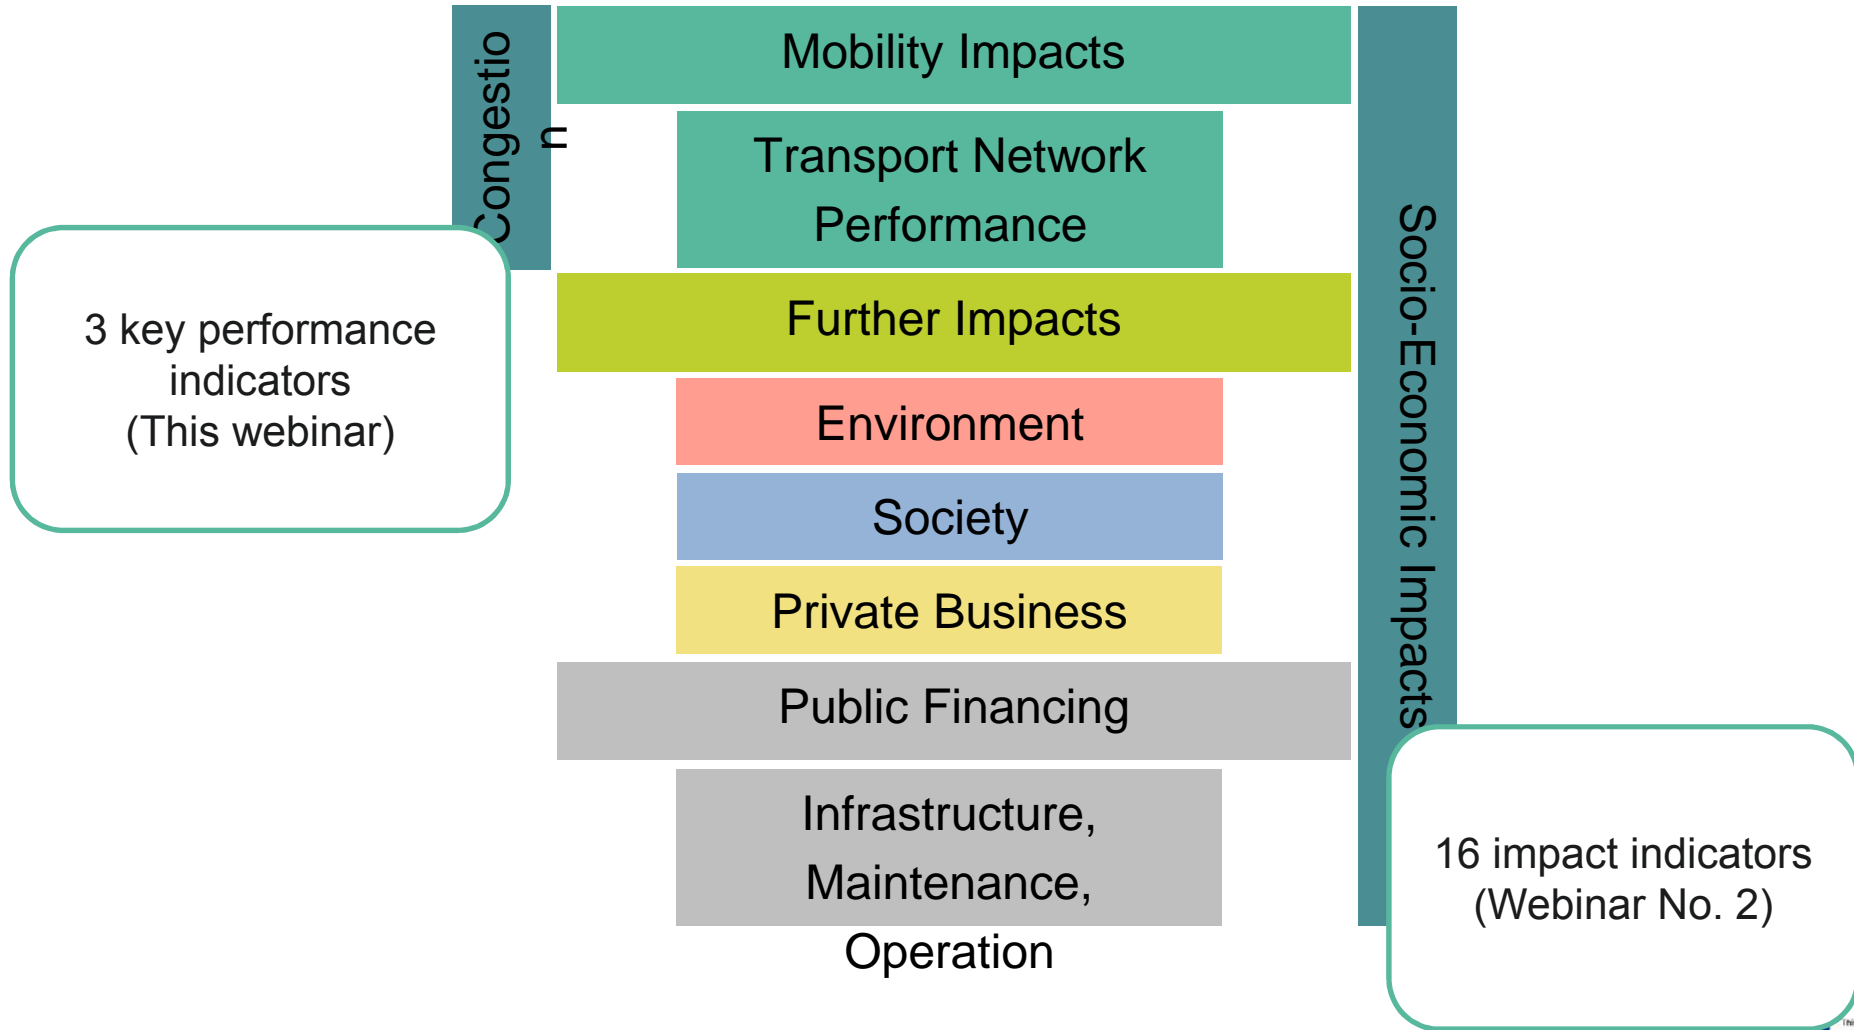 Congestio
n
Mobility Impacts
Transport Network
Performance
Further Impacts
Environment
Society
Private Business
Public Financing
Infrastructure,
Maintenance,
Operation
Socio-Economic Impacts
3 key performance
indicators
(This webinar)
16 impact indicators
(Webinar No. 2)